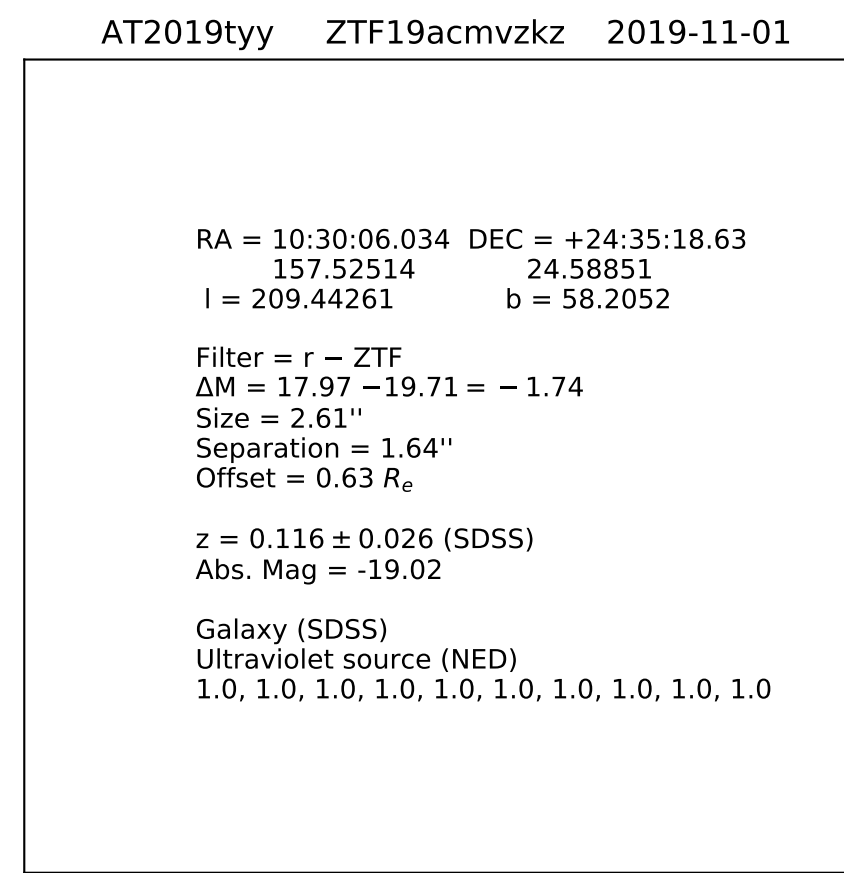 AT2019tyy ZTF19acmvzkz 2019-11-01
RA = 10:30:06.034 DEC = +24:35:18.63
157.52514 24.58851
l = 209.44261 b = 58.2052
Filter = r − ZTF
ΔM = 17.97 −19.71 = − 1.74
Size = 2.61''
Separation = 1.64''
Offset = 0.63 Rₑ
z = 0.116 ± 0.026 (SDSS)
Abs. Mag = -19.02
Galaxy (SDSS)
Ultraviolet source (NED)
1.0, 1.0, 1.0, 1.0, 1.0, 1.0, 1.0, 1.0, 1.0, 1.0